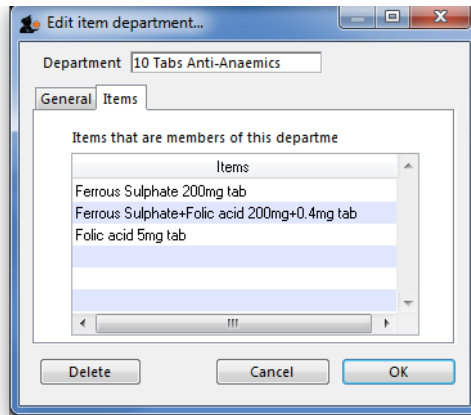 Edit item department...
Department 10 Tabs Anti-Anaemics
General Items
Items that are members of this departme
Items
Ferrous Sulphate 200mg tab
Ferrous Sulphate+Folic acid 200mg+0.4mg tab
Folic acid 5mg tab
Delete Cancel OK